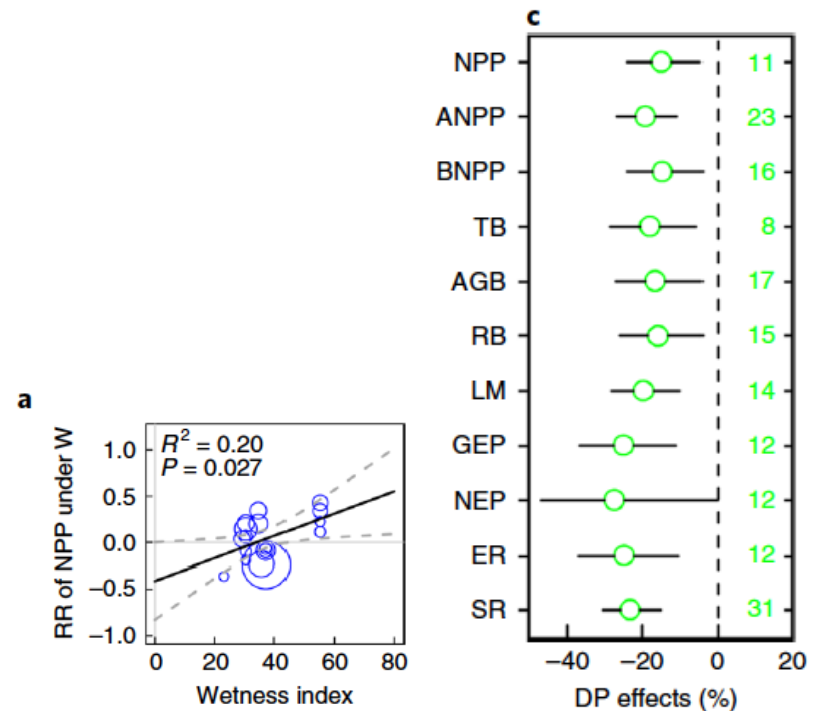 c
NPP 11
ANPP 23
BNPP 16
TB 8
AGB 17
RB 15
LM 14
GEP 12
NEP 12
ER 12
SR 31
−40 −20 0 20
DP effects (%)
a
RR of NPP under W
R² = 0.20
P = 0.027
1.0
0.5
0.0
−0.5
−1.0
0 20 40 60 80
Wetness index